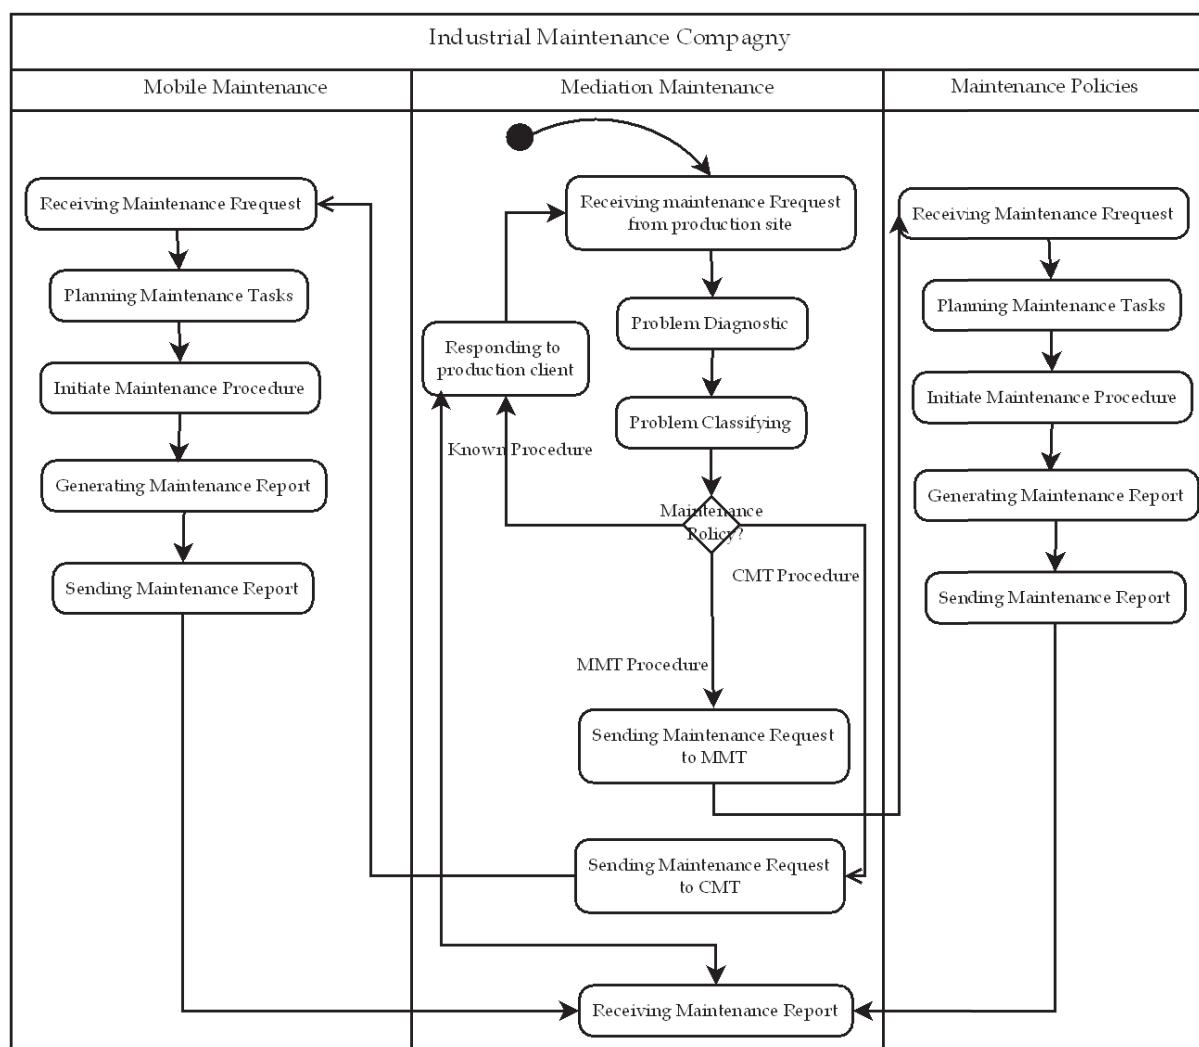 Industrial Maintenance Compagny
Mobile Maintenance
Mediation Maintenance
Maintenance Policies
Receiving Maintenance Rrequest
Planning Maintenance Tasks
Initiate Maintenance Procedure
Generating Maintenance Report
Sending Maintenance Report
Receiving maintenance Rrequest
from production site
Problem Diagnostic
Responding to
production client
Problem Classifying
Known Procedure
Maintenance
Policy?
CMT Procedure
MMT Procedure
Sending Maintenance Request
to MMT
Sending Maintenance Request
to CMT
Receiving Maintenance Report
Receiving Maintenance Rrequest
Planning Maintenance Tasks
Initiate Maintenance Procedure
Generating Maintenance Report
Sending Maintenance Report